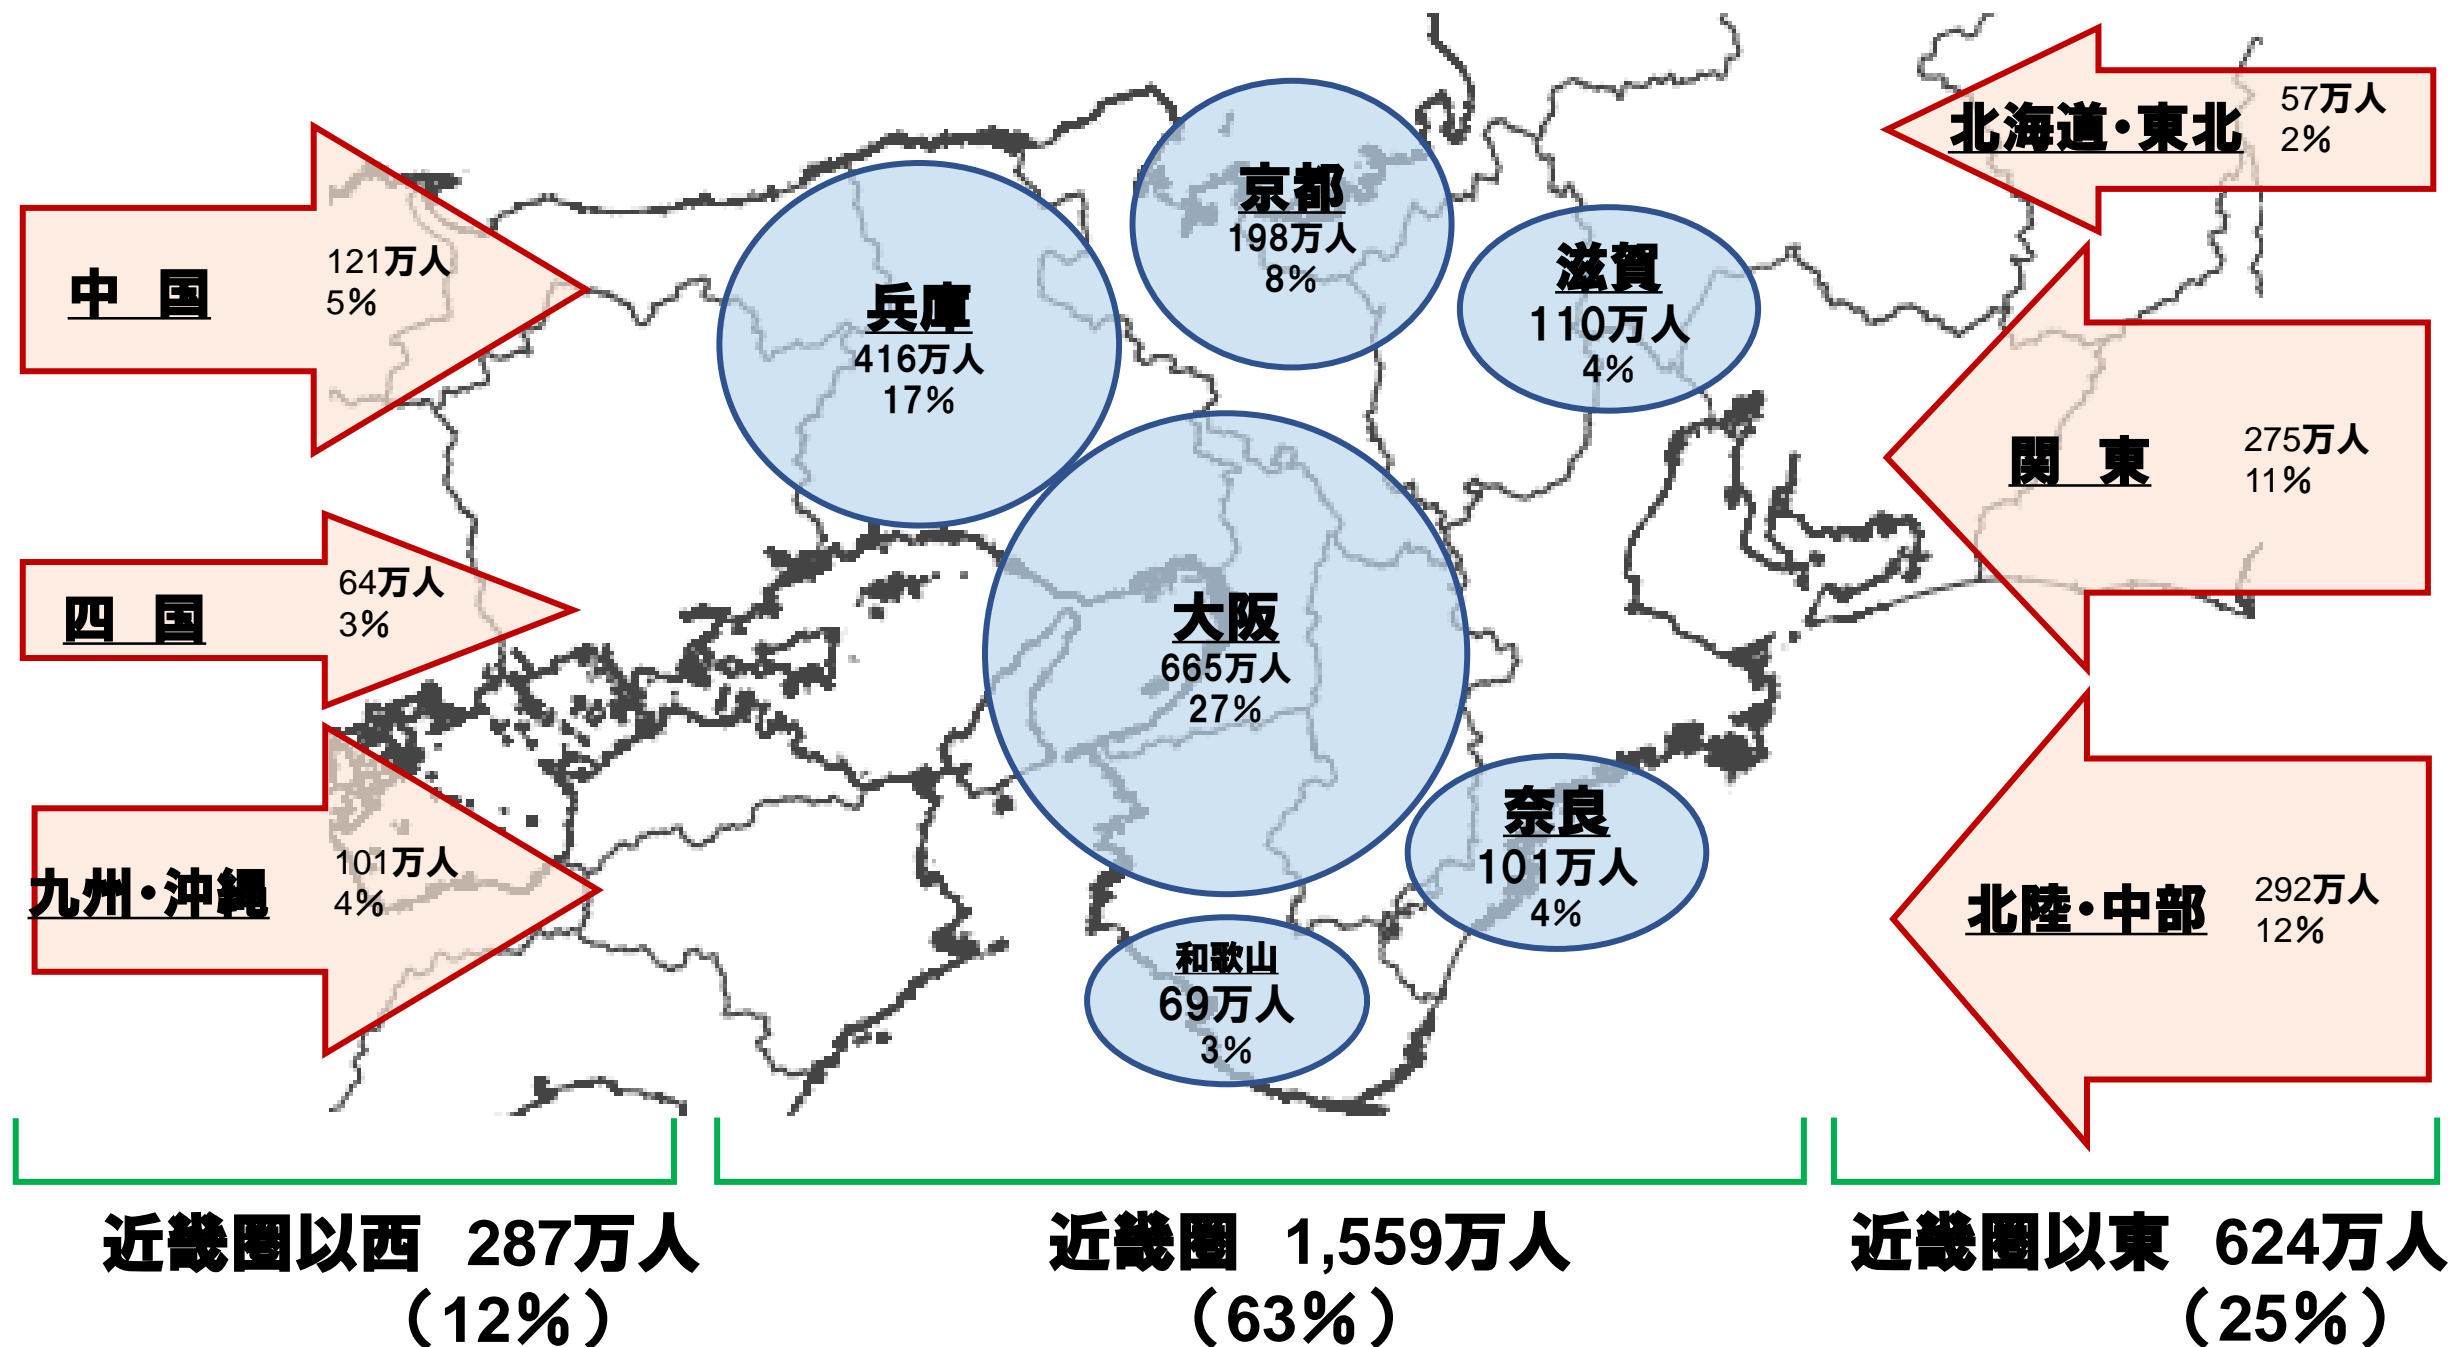 中　国
121万人
5％
四　国
64万人
3％
九州・沖縄
101万人
4％
兵庫
416万人
17％
京都
198万人
8％
滋賀
110万人
4％
大阪
665万人
27％
奈良
101万人
4％
和歌山
69万人
3％
北海道・東北
57万人
2％
関　東
275万人
11％
北陸・中部
292万人
12％
近畿圏以西　287万人
（12％）
近畿圏　1,559万人
（63％）
近畿圏以東　624万人
（25％）